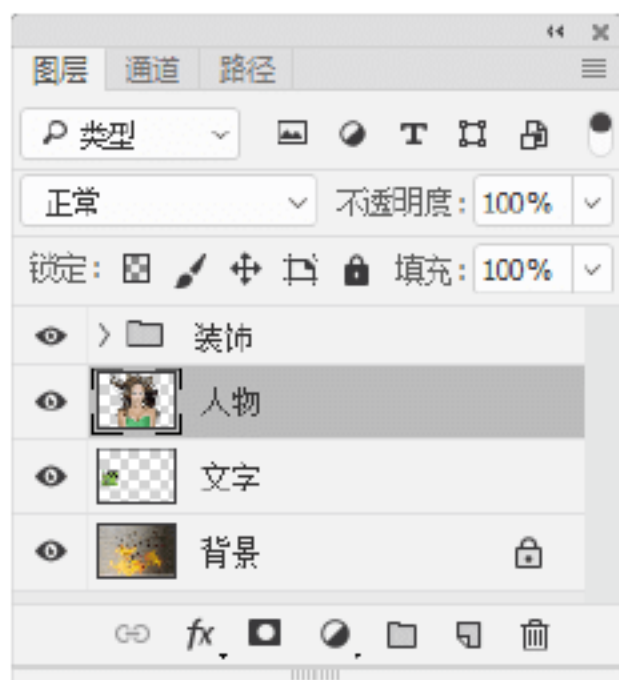 图层 通道 路径
类型
正常 不透明度: 100%
锁定: 填充: 100%
装饰
人物
文字
背景
fx